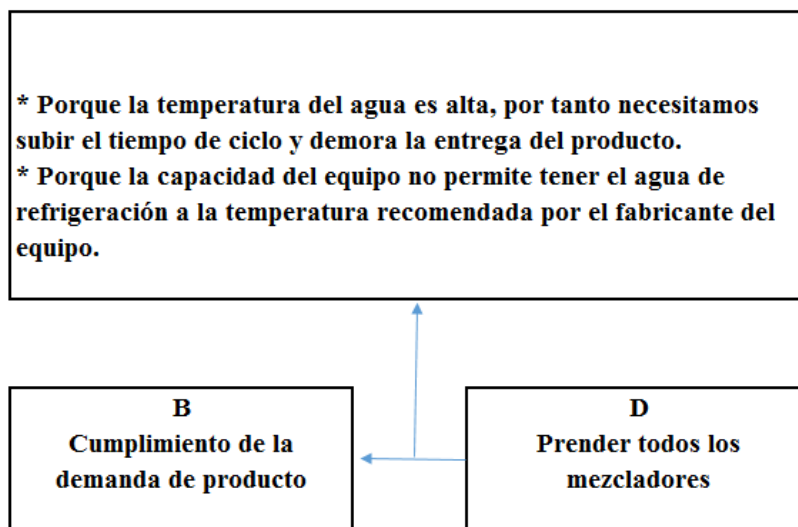 * Porque la temperatura del agua es alta, por tanto necesitamos
subir el tiempo de ciclo y demora la entrega del producto.
* Porque la capacidad del equipo no permite tener el agua de
refrigeración a la temperatura recomendada por el fabricante del
equipo.
B
Cumplimiento de la
demanda de producto
D
Prender todos los
mezcladores